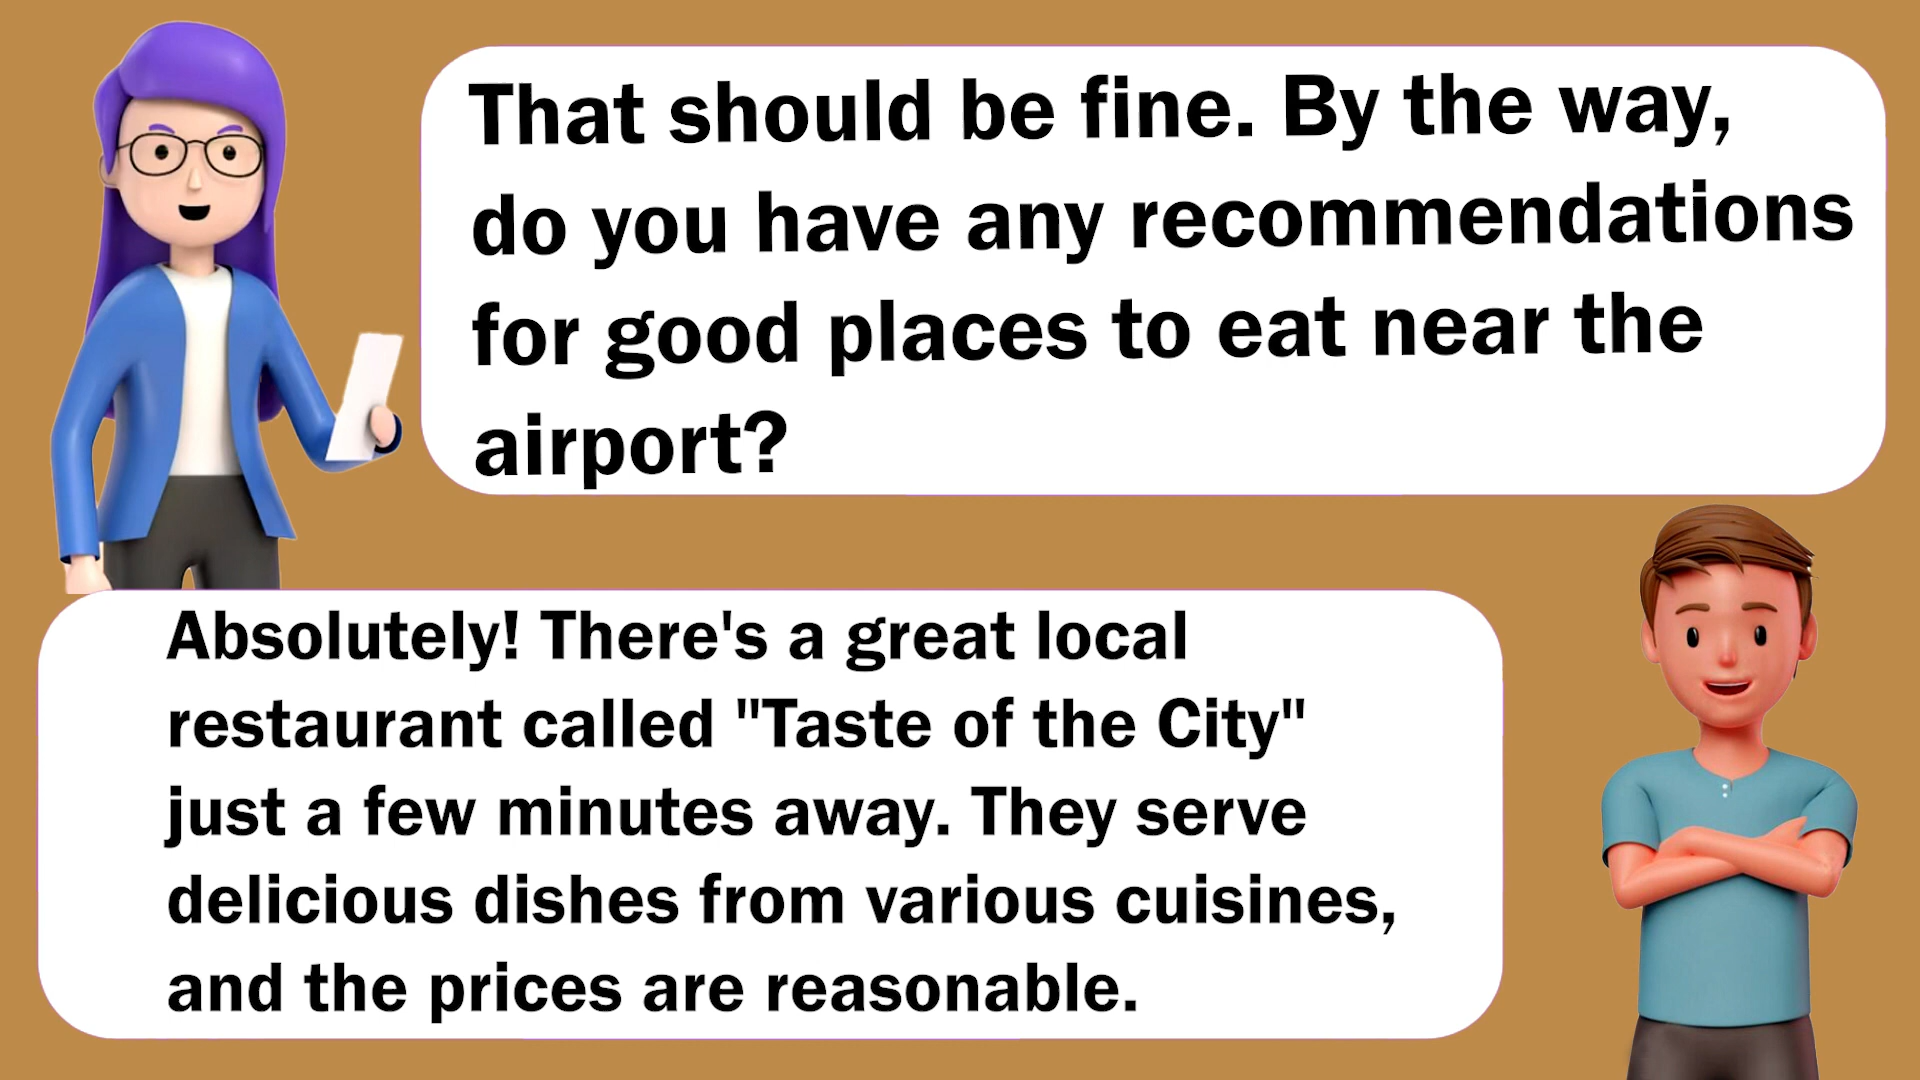 That should be fine. By the way,
do you have any recommendations
for good places to eat near the
airport?
Absolutely! There's a great local
restaurant called "Taste of the City"
just a few minutes away. They serve
delicious dishes from various cuisines,
and the prices are reasonable.